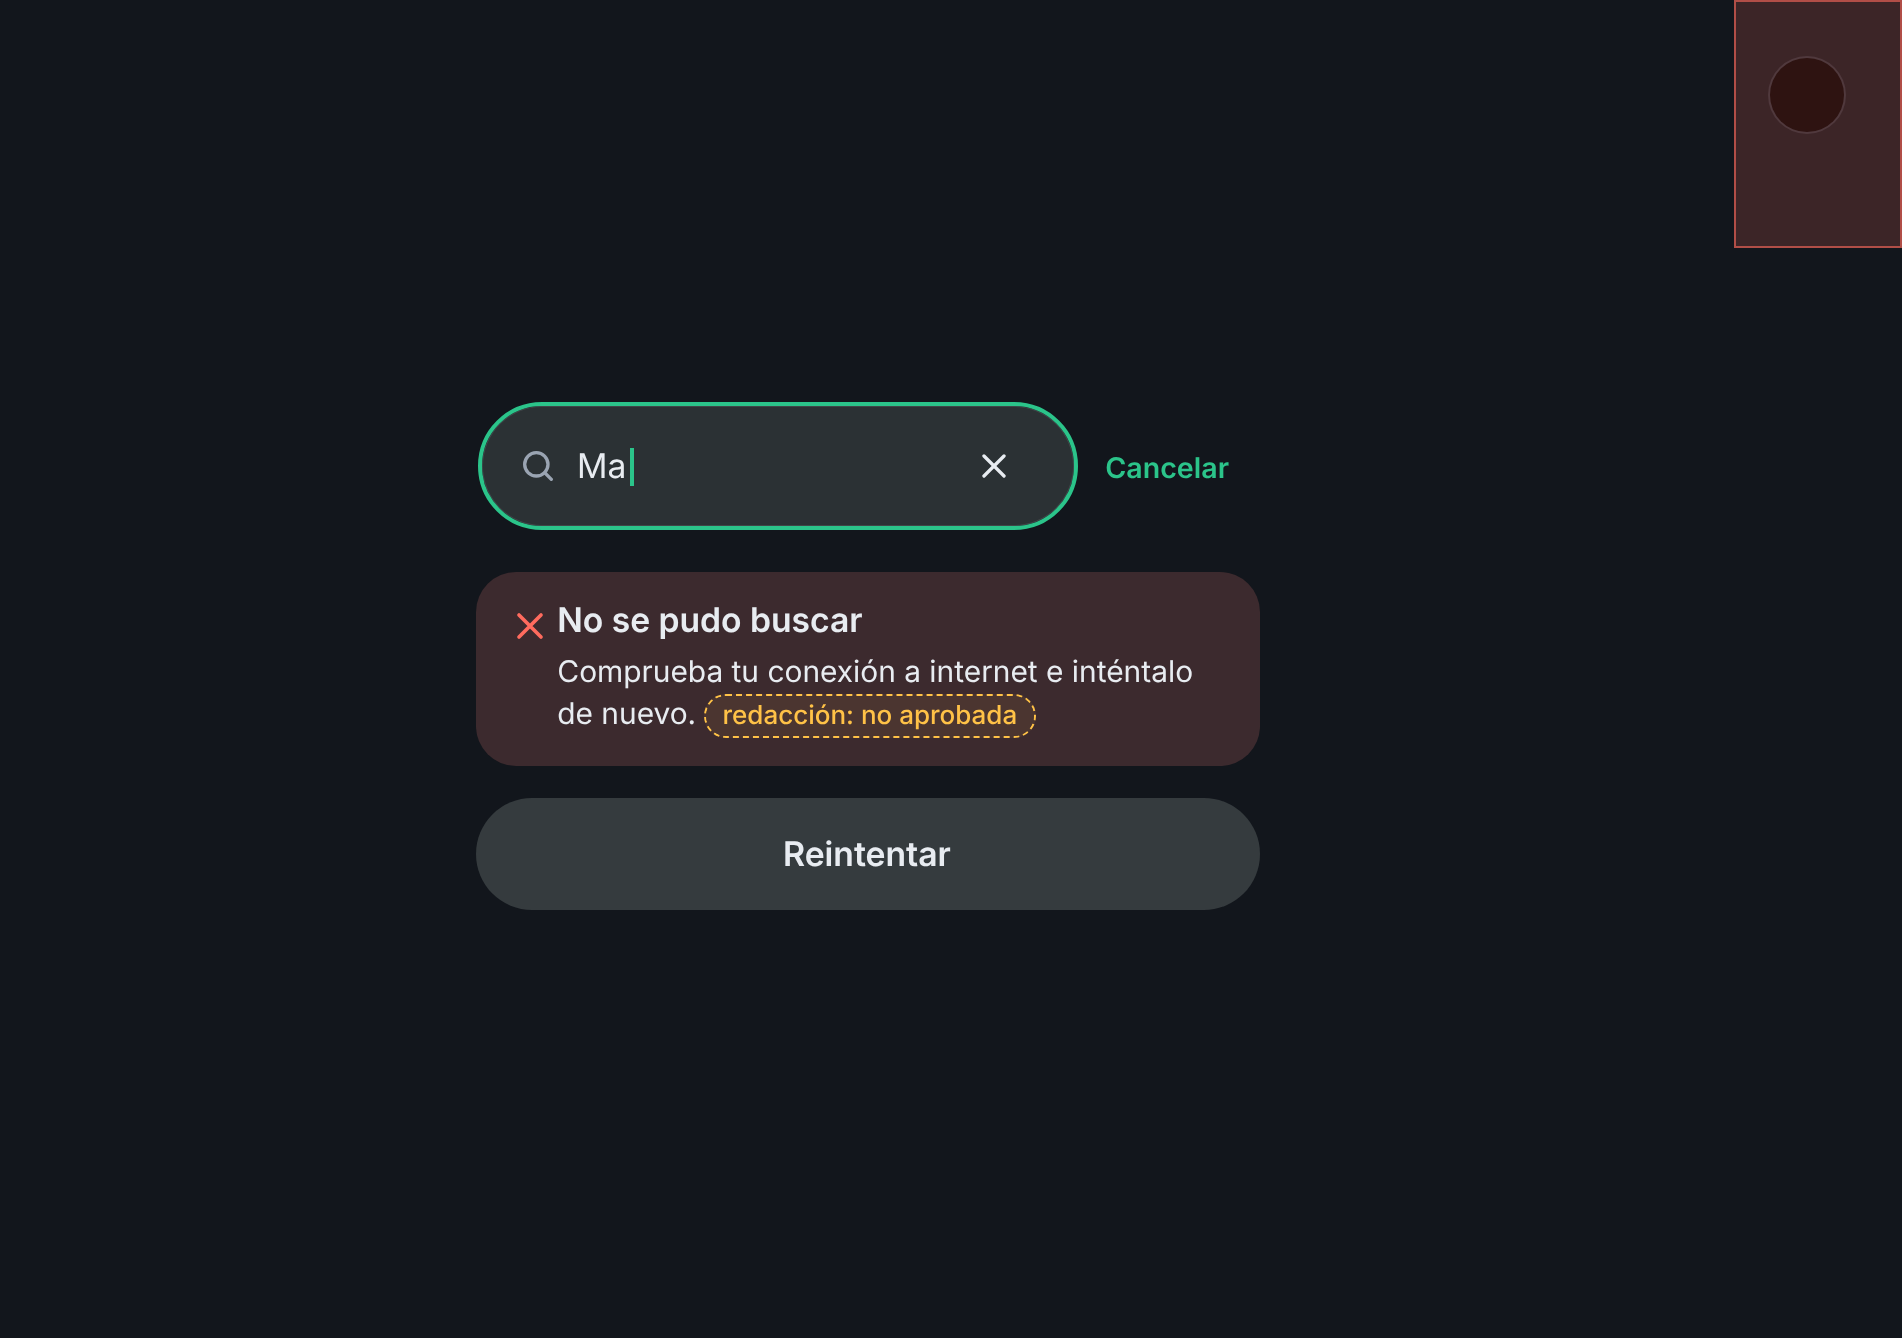 Ma
Cancelar
No se pudo buscar
Comprueba tu conexión a internet e inténtalo
de nuevo. redacción: no aprobada
Reintentar